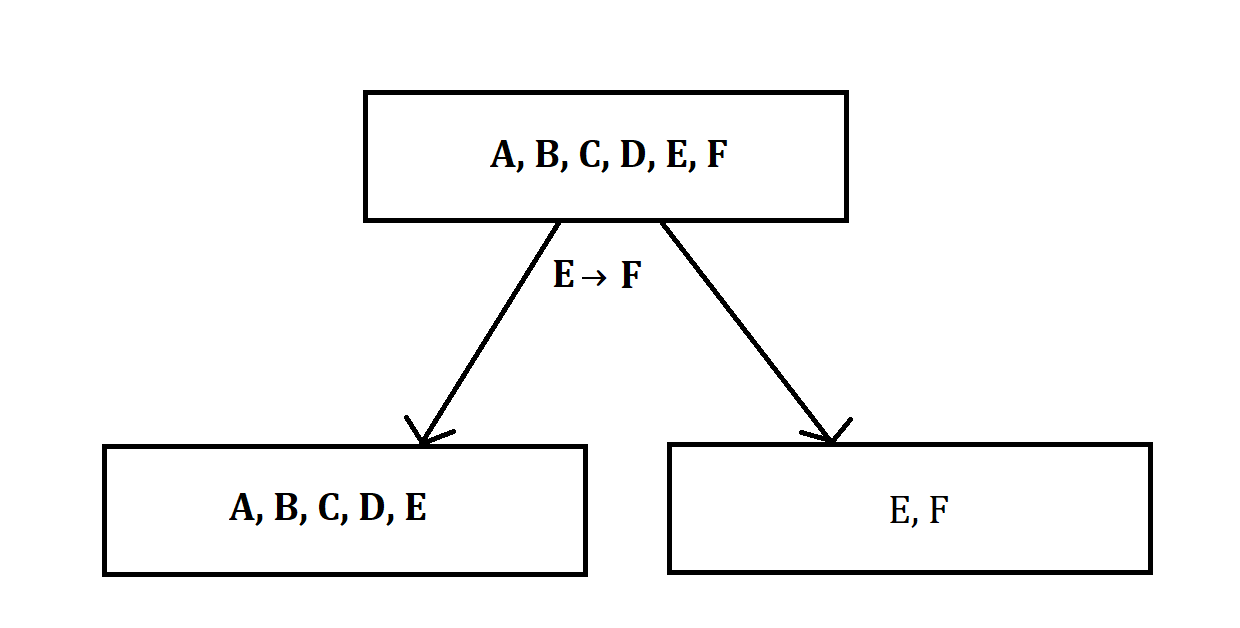 A, B, C, D, E, F
E → F
A, B, C, D, E
E, F